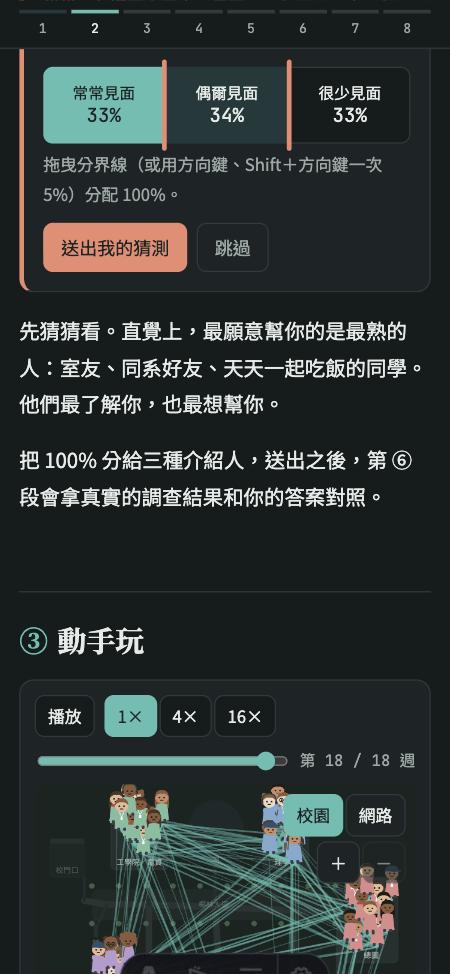 1 2 3 4 5 6 7 8
常常見面 偶爾見面 很少見面
33% 34% 33%
拖曳分界線（或用方向鍵、Shift＋方向鍵一次
5%）分配 100%。
送出我的猜測 跳過
先猜猜看。直覺上，最願意幫你的是最熟的
人：室友、同系好友、天天一起吃飯的同學。
他們最了解你，也最想幫你。
把 100% 分給三種介紹人，送出之後，第 ⑥
段會拿真實的調查結果和你的答案對照。
③ 動手玩
播放 1× 4× 16×
第 18 / 18 週
校園 網路
+ −
工學院
校門口
總圖